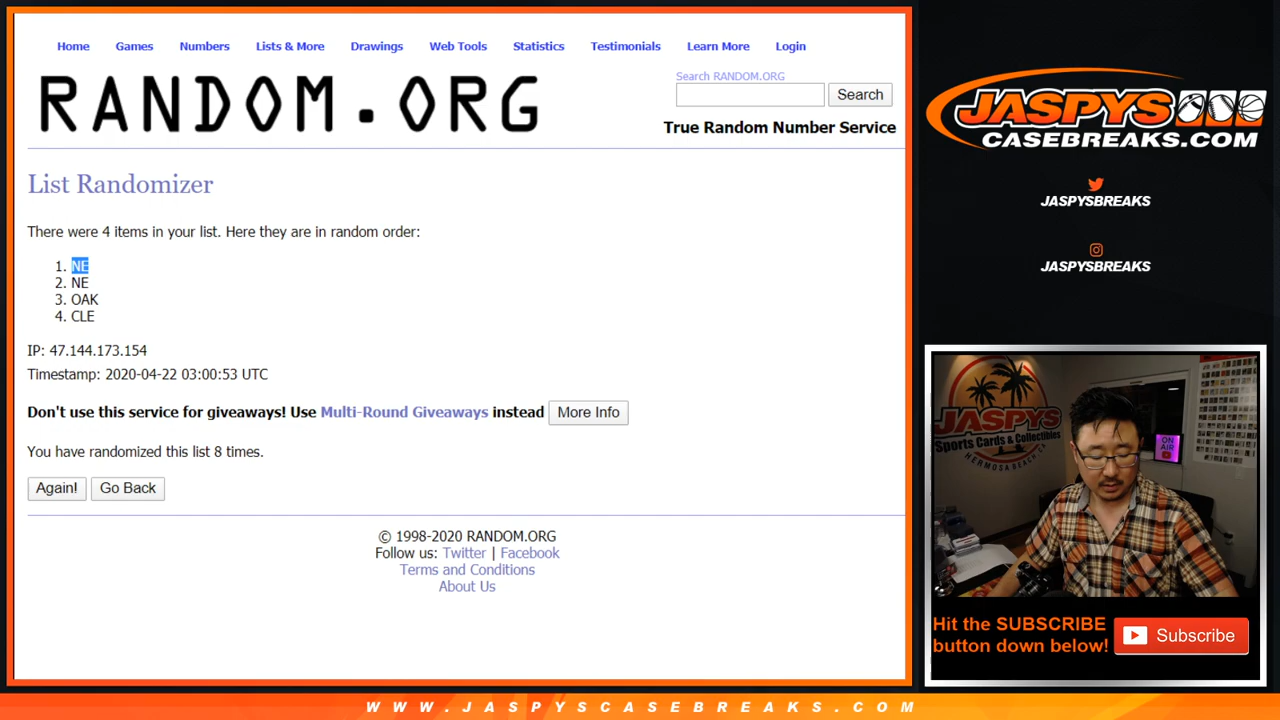 Home Games Numbers Lists & More Drawings Web Tools Statistics Testimonials Learn More Login
RANDOM.ORG
Search RANDOM.ORG
Search
True Random Number Service
List Randomizer
There were 4 items in your list. Here they are in random order:
1. NE
2. NE
3. OAK
4. CLE
IP: 47.144.173.154
Timestamp: 2020-04-22 03:00:53 UTC
Don't use this service for giveaways! Use Multi-Round Giveaways instead More Info
You have randomized this list 8 times.
Again! Go Back
© 1998-2020 RANDOM.ORG
Follow us: Twitter | Facebook
Terms and Conditions
About Us
JASPYS
CASEBREAKS.COM
JASPYSBREAKS
JASPYSBREAKS
JASPYS
Sports Cards & Collectibles
HERMOSA BEACH, CA
ON AIR
Hit the SUBSCRIBE
button down below!
Subscribe
WWW.JASPYSCASEBREAKS.COM